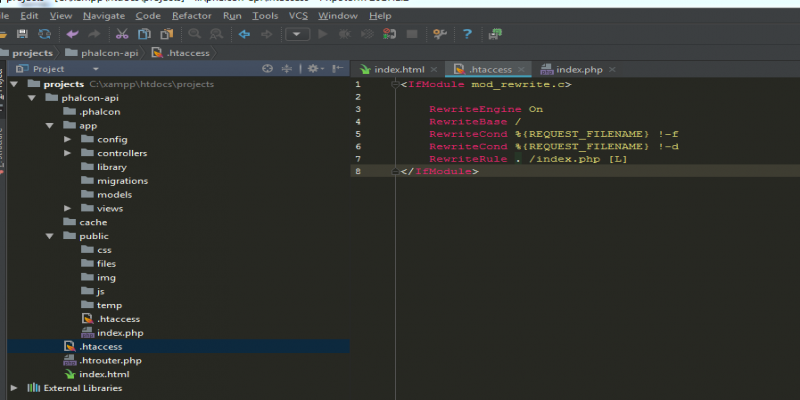 File Edit View Navigate Code Refactor Run Tools VCS Window Help
projects phalcon-api .htaccess
Project
index.html .htaccess index.php
projects C:\xampp\htdocs\projects
phalcon-api
.phalcon
app
config
controllers
library
migrations
models
views
cache
public
css
files
img
js
temp
.htaccess
index.php
.htaccess
.htrouter.php
index.html
External Libraries
1 <IfModule mod_rewrite.c>
2
3 RewriteEngine On
4 RewriteBase /
5 RewriteCond %{REQUEST_FILENAME} !-f
6 RewriteCond %{REQUEST_FILENAME} !-d
7 RewriteRule . /index.php [L]
8 </IfModule>